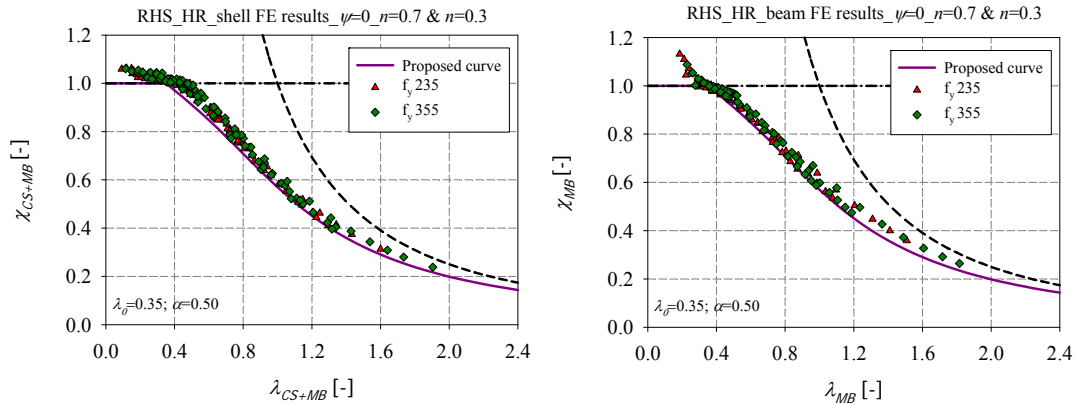 RHS_HR_shell FE results_ψ=0_n=0.7 & n=0.3
1.2
1.0
0.8
0.6
0.4
0.2
0.0
χCS+MB [-]
Proposed curve
fy 235
fy 355
λ0=0.35; α=0.50
0.0 0.4 0.8 1.2 1.6 2.0 2.4
λCS+MB [-]
RHS_HR_beam FE results_ψ=0_n=0.7 & n=0.3
1.2
1.0
0.8
0.6
0.4
0.2
0.0
χMB [-]
Proposed curve
fy 235
fy 355
λ0=0.35; α=0.50
0.0 0.4 0.8 1.2 1.6 2.0 2.4
λMB [-]